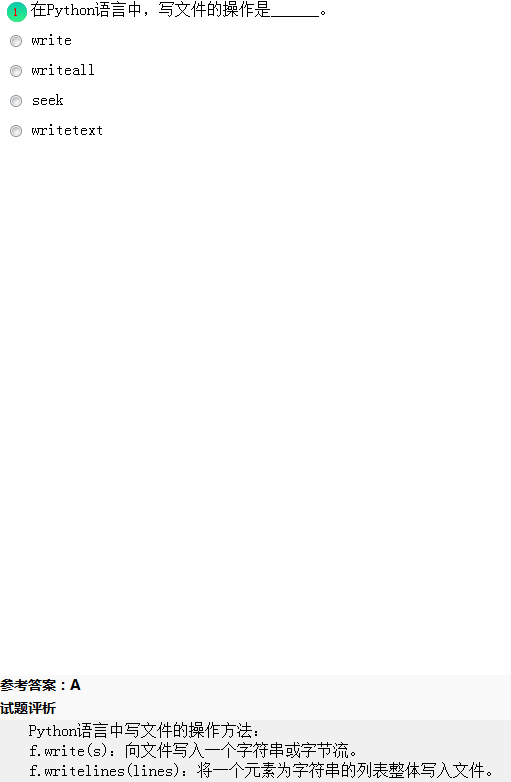 1 在Python语言中，写文件的操作是______。
write
writeall
seek
writetext
参考答案：A
试题评析
Python语言中写文件的操作方法：
f.write(s)：向文件写入一个字符串或字节流。
f.writelines(lines)：将一个元素为字符串的列表整体写入文件。